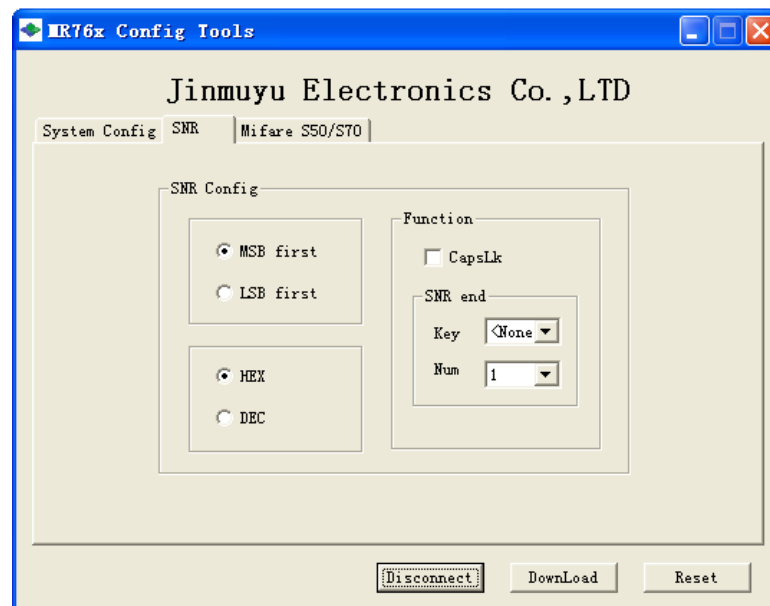 MR76x Config Tools
Jinmuyu Electronics Co.,LTD
System Config SNR Mifare S50/S70
SNR Config
MSB first
LSB first
HEX
DEC
Function
CapsLk
SNR end
Key <None
Num 1
Disconnect DownLoad Reset